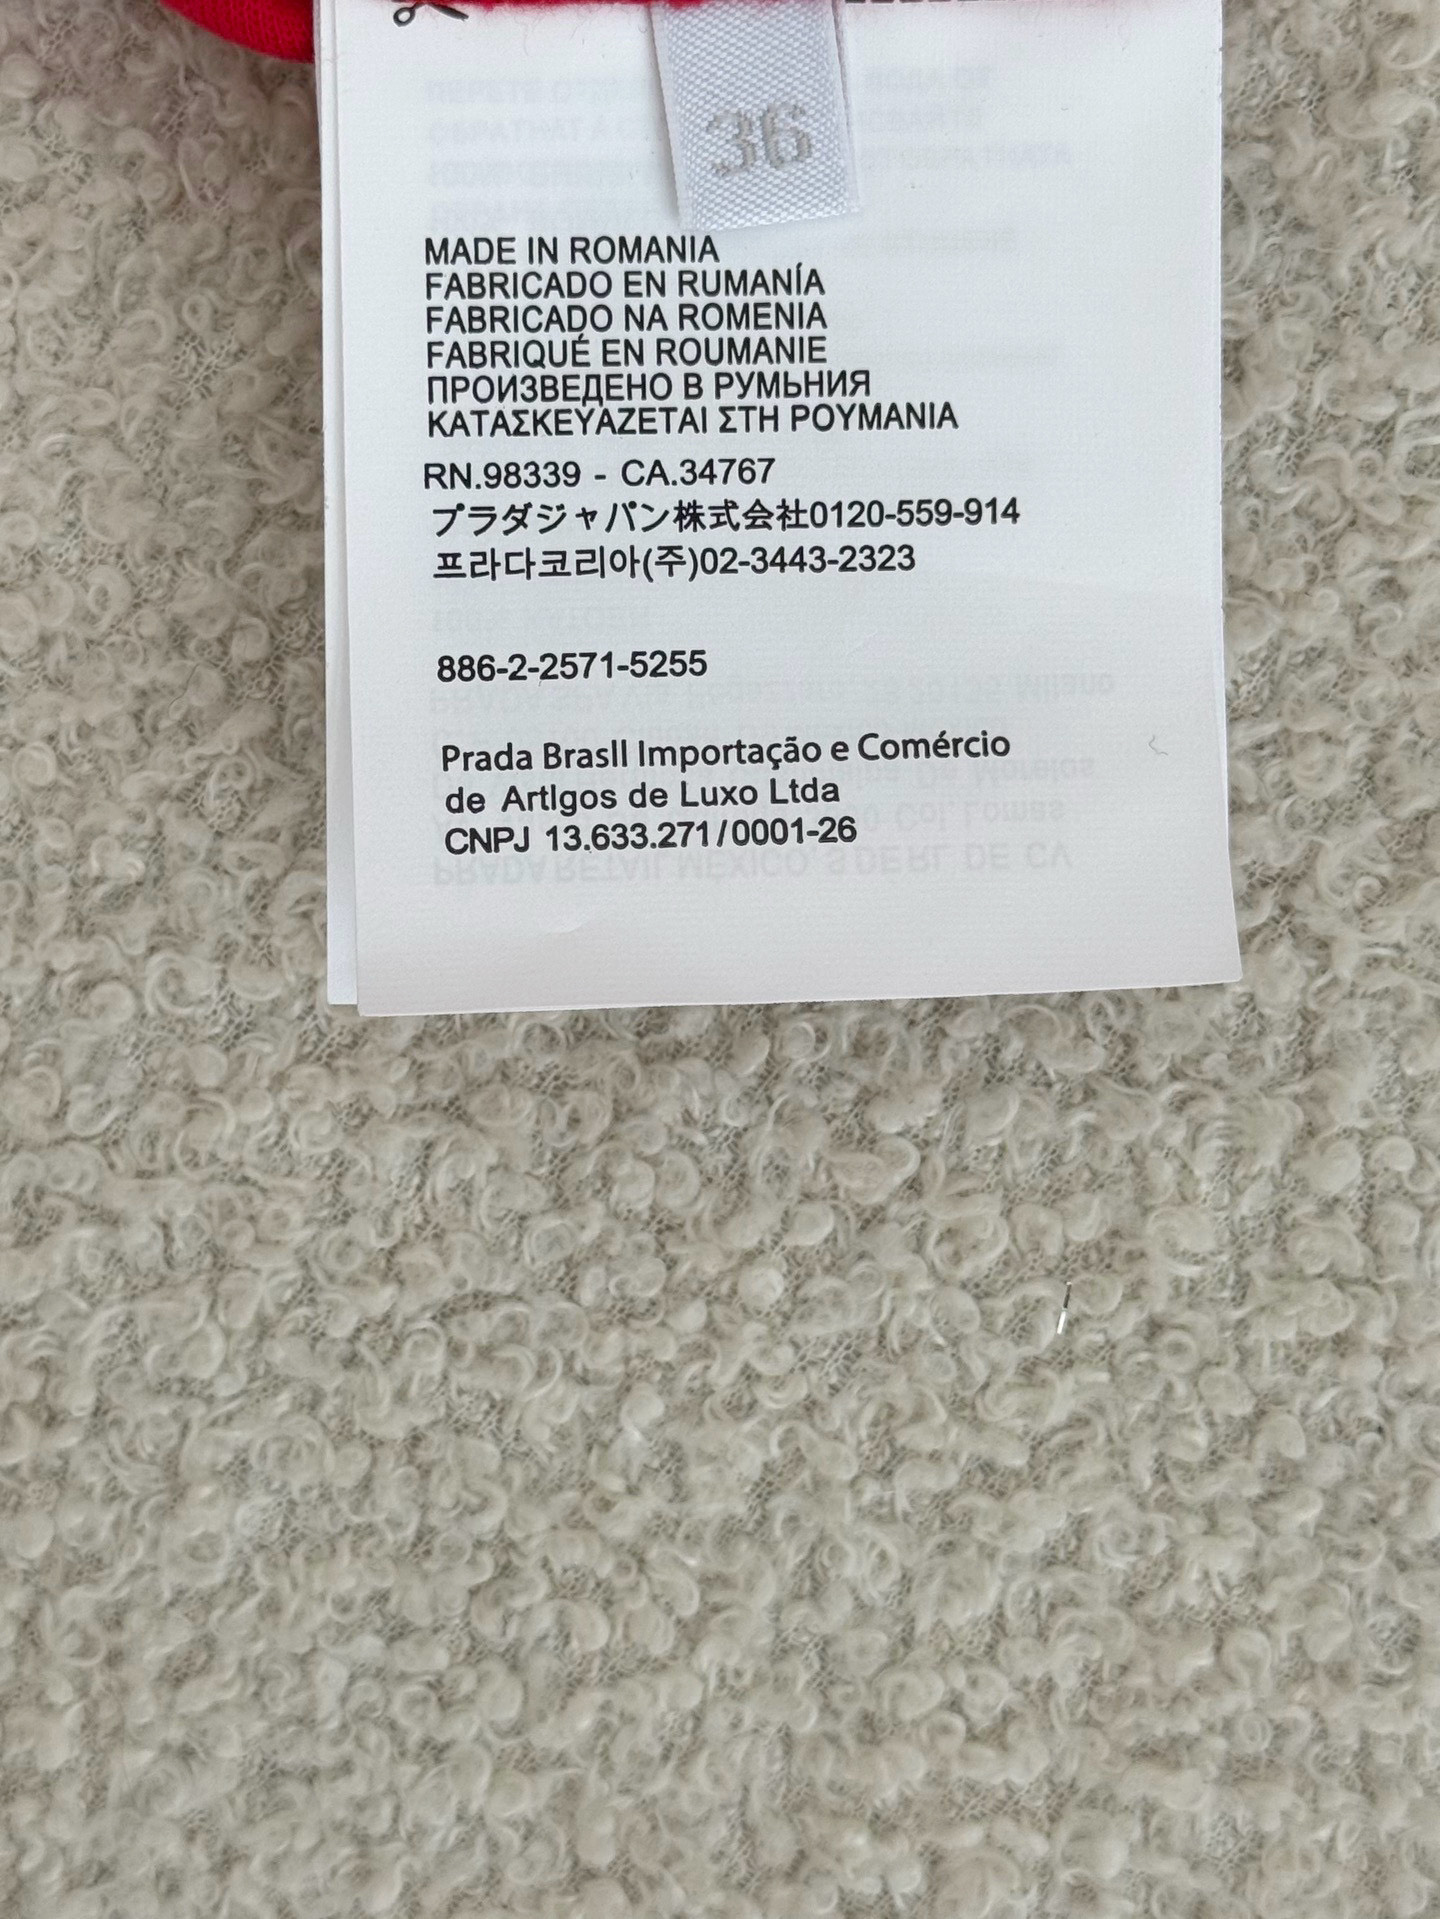 36
MADE IN ROMANIA
FABRICADO EN RUMANÍA
FABRICADO NA ROMENIA
FABRIQUÉ EN ROUMANIE
ПРОИЗВЕДЕНО В РУМЬНИЯ
ΚΑΤΑΣΚΕΥΑΖΕΤΑΙ ΣΤΗ ΡΟΥΜΑΝΙΑ
RN.98339 - CA.34767
プラダジャパン株式会社0120-559-914
프라다코리아(주)02-3443-2323
886-2-2571-5255
Prada Brasll Importação e Comércio
de Artlgos de Luxo Ltda
CNPJ 13.633.271/0001-26